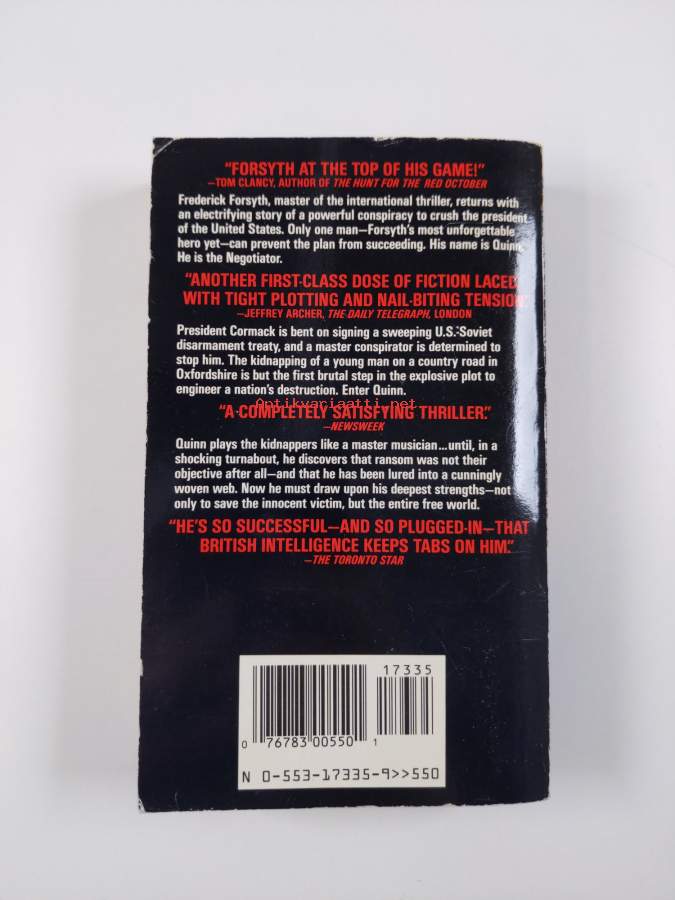 "FORSYTH AT THE TOP OF HIS GAME!"
—TOM CLANCY, AUTHOR OF THE HUNT FOR THE RED OCTOBER
Frederick Forsyth, master of the international thriller, returns with
an electrifying story of a powerful conspiracy to crush the president
of the United States. Only one man—Forsyth's most unforgettable
hero yet—can prevent the plan from succeeding. His name is Quinn.
He is the Negotiator.
"ANOTHER FIRST-CLASS DOSE OF FICTION LACED
WITH TIGHT PLOTTING AND NAIL-BITING TENSION."
—JEFFREY ARCHER, THE DAILY TELEGRAPH, LONDON
President Cormack is bent on signing a sweeping U.S.-Soviet
disarmament treaty, and a master conspirator is determined to
stop him. The kidnapping of a young man on a country road in
Oxfordshire is but the first brutal step in the explosive plot to
engineer a nation's destruction. Enter Quinn.
Antikvariaatti.net
"A COMPLETELY SATISFYING THRILLER."
—NEWSWEEK
Quinn plays the kidnappers like a master musician...until, in a
shocking turnabout, he discovers that ransom was not their
objective after all—and that he has been lured into a cunningly
woven web. Now he must draw upon his deepest strengths—not
only to save the innocent victim, but the entire free world.
"HE'S SO SUCCESSFUL—AND SO PLUGGED-IN—THAT
BRITISH INTELLIGENCE KEEPS TABS ON HIM."
—THE TORONTO STAR
17335
0 76783 00550 1
N 0-553-17335-9>>550